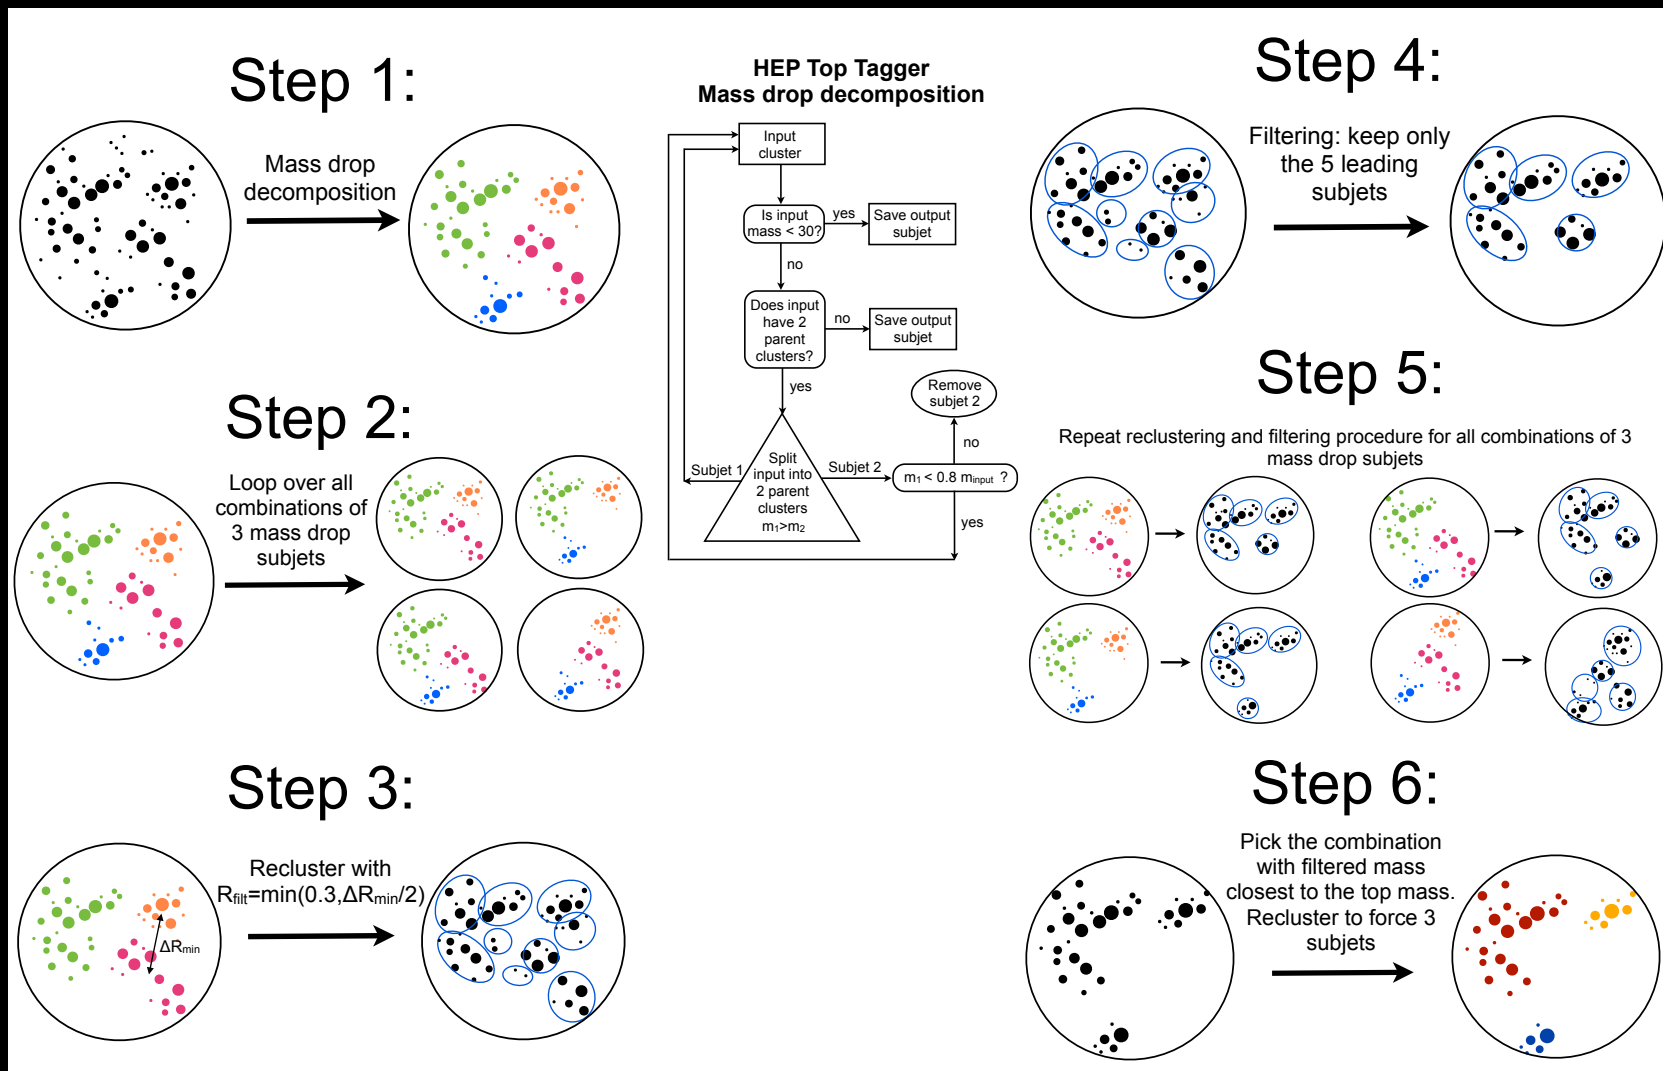 Step 1:
Mass drop
decomposition
Step 2:
Loop over all
combinations of
3 mass drop
subjets
Step 3:
Recluster with
Rfilt=min(0.3,ΔRmin/2)
ΔRmin
HEP Top Tagger
Mass drop decomposition
Input
cluster
Is input
mass < 30?
yes
Save output
subjet
no
Does input
have 2
parent
clusters?
no
Save output
subjet
yes
Remove
subjet 2
no
Subjet 1
Split
input into
2 parent
clusters
m1>m2
Subjet 2
m1 < 0.8 minput ?
yes
Step 4:
Filtering: keep only
the 5 leading
subjets
Step 5:
Repeat reclustering and filtering procedure for all combinations of 3
mass drop subjets
Step 6:
Pick the combination
with filtered mass
closest to the top mass.
Recluster to force 3
subjets